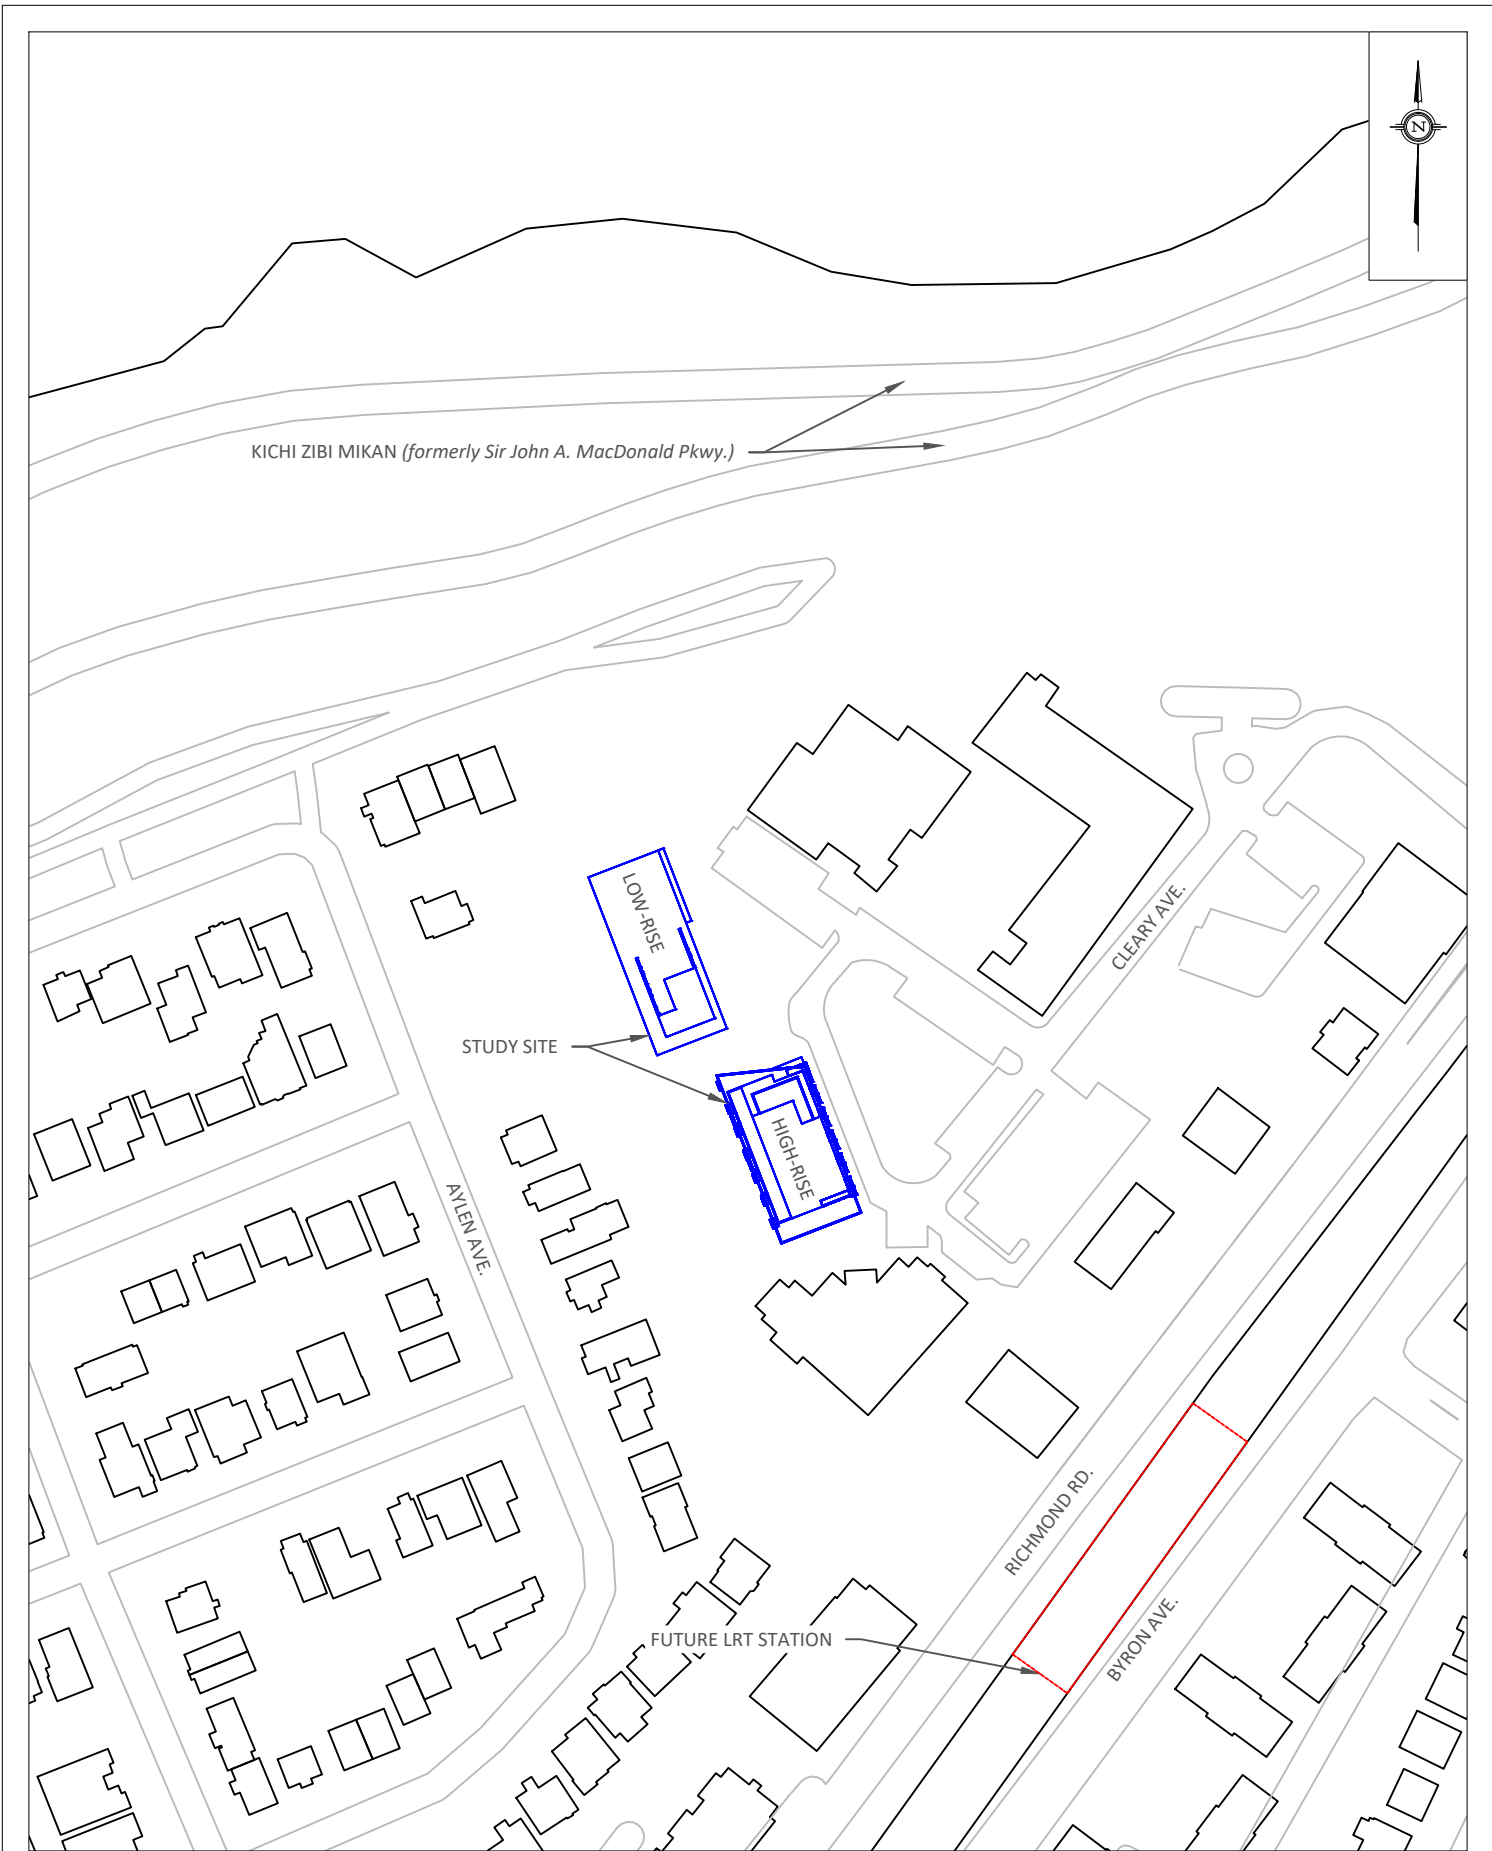 N
KICHI ZIBI MIKAN (formerly Sir John A. MacDonald Pkwy.)
LOW-RISE
CLEARY AVE.
STUDY SITE
HIGH-RISE
AYLEN AVE.
RICHMOND RD.
FUTURE LRT STATION
BYRON AVE.